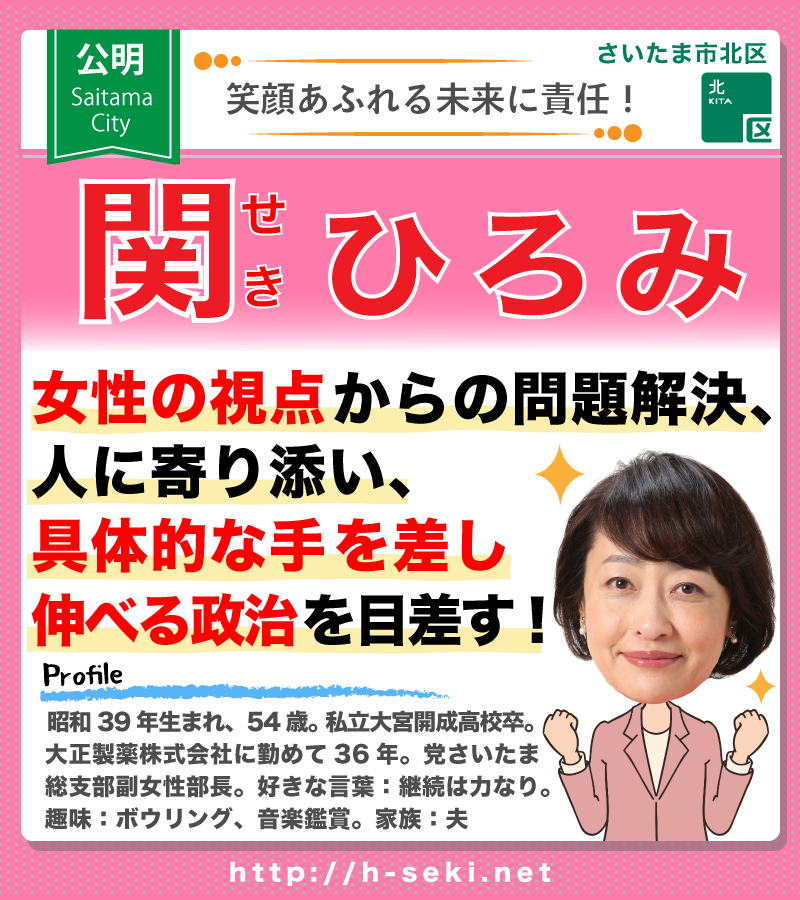 公明
Saitama
City
笑顔あふれる未来に責任！
さいたま市北区
北
KITA
区
関せき ひろみ
女性の視点からの問題解決、
人に寄り添い、
具体的な手を差し
伸べる政治を目差す！
Profile
昭和39年生まれ、54歳。私立大宮開成高校卒。
大正製薬株式会社に勤めて36年。党さいたま
総支部副女性部長。好きな言葉：継続は力なり。
趣味：ボウリング、音楽鑑賞。家族：夫
http://h-seki.net